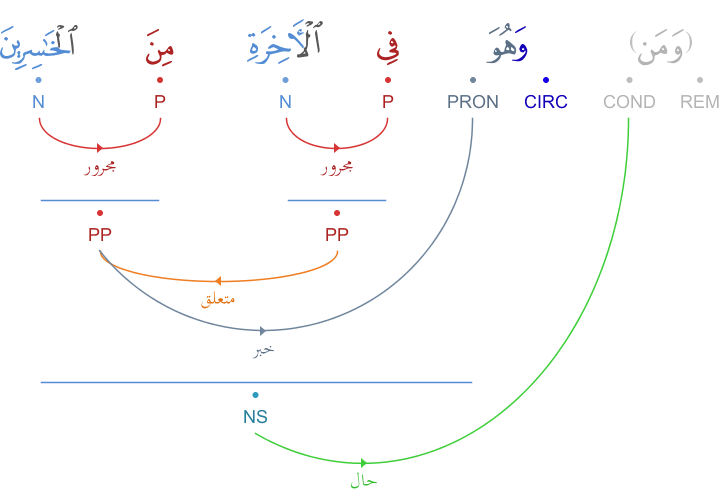 (وَمَن) وَهُوَ فِى ٱلْأَخِرَةِ مِنَ ٱلْخَٰسِرِينَ
REM COND CIRC PRON P N P N
مجرور مجرور
PP PP
متعلق
خبر
NS
حال